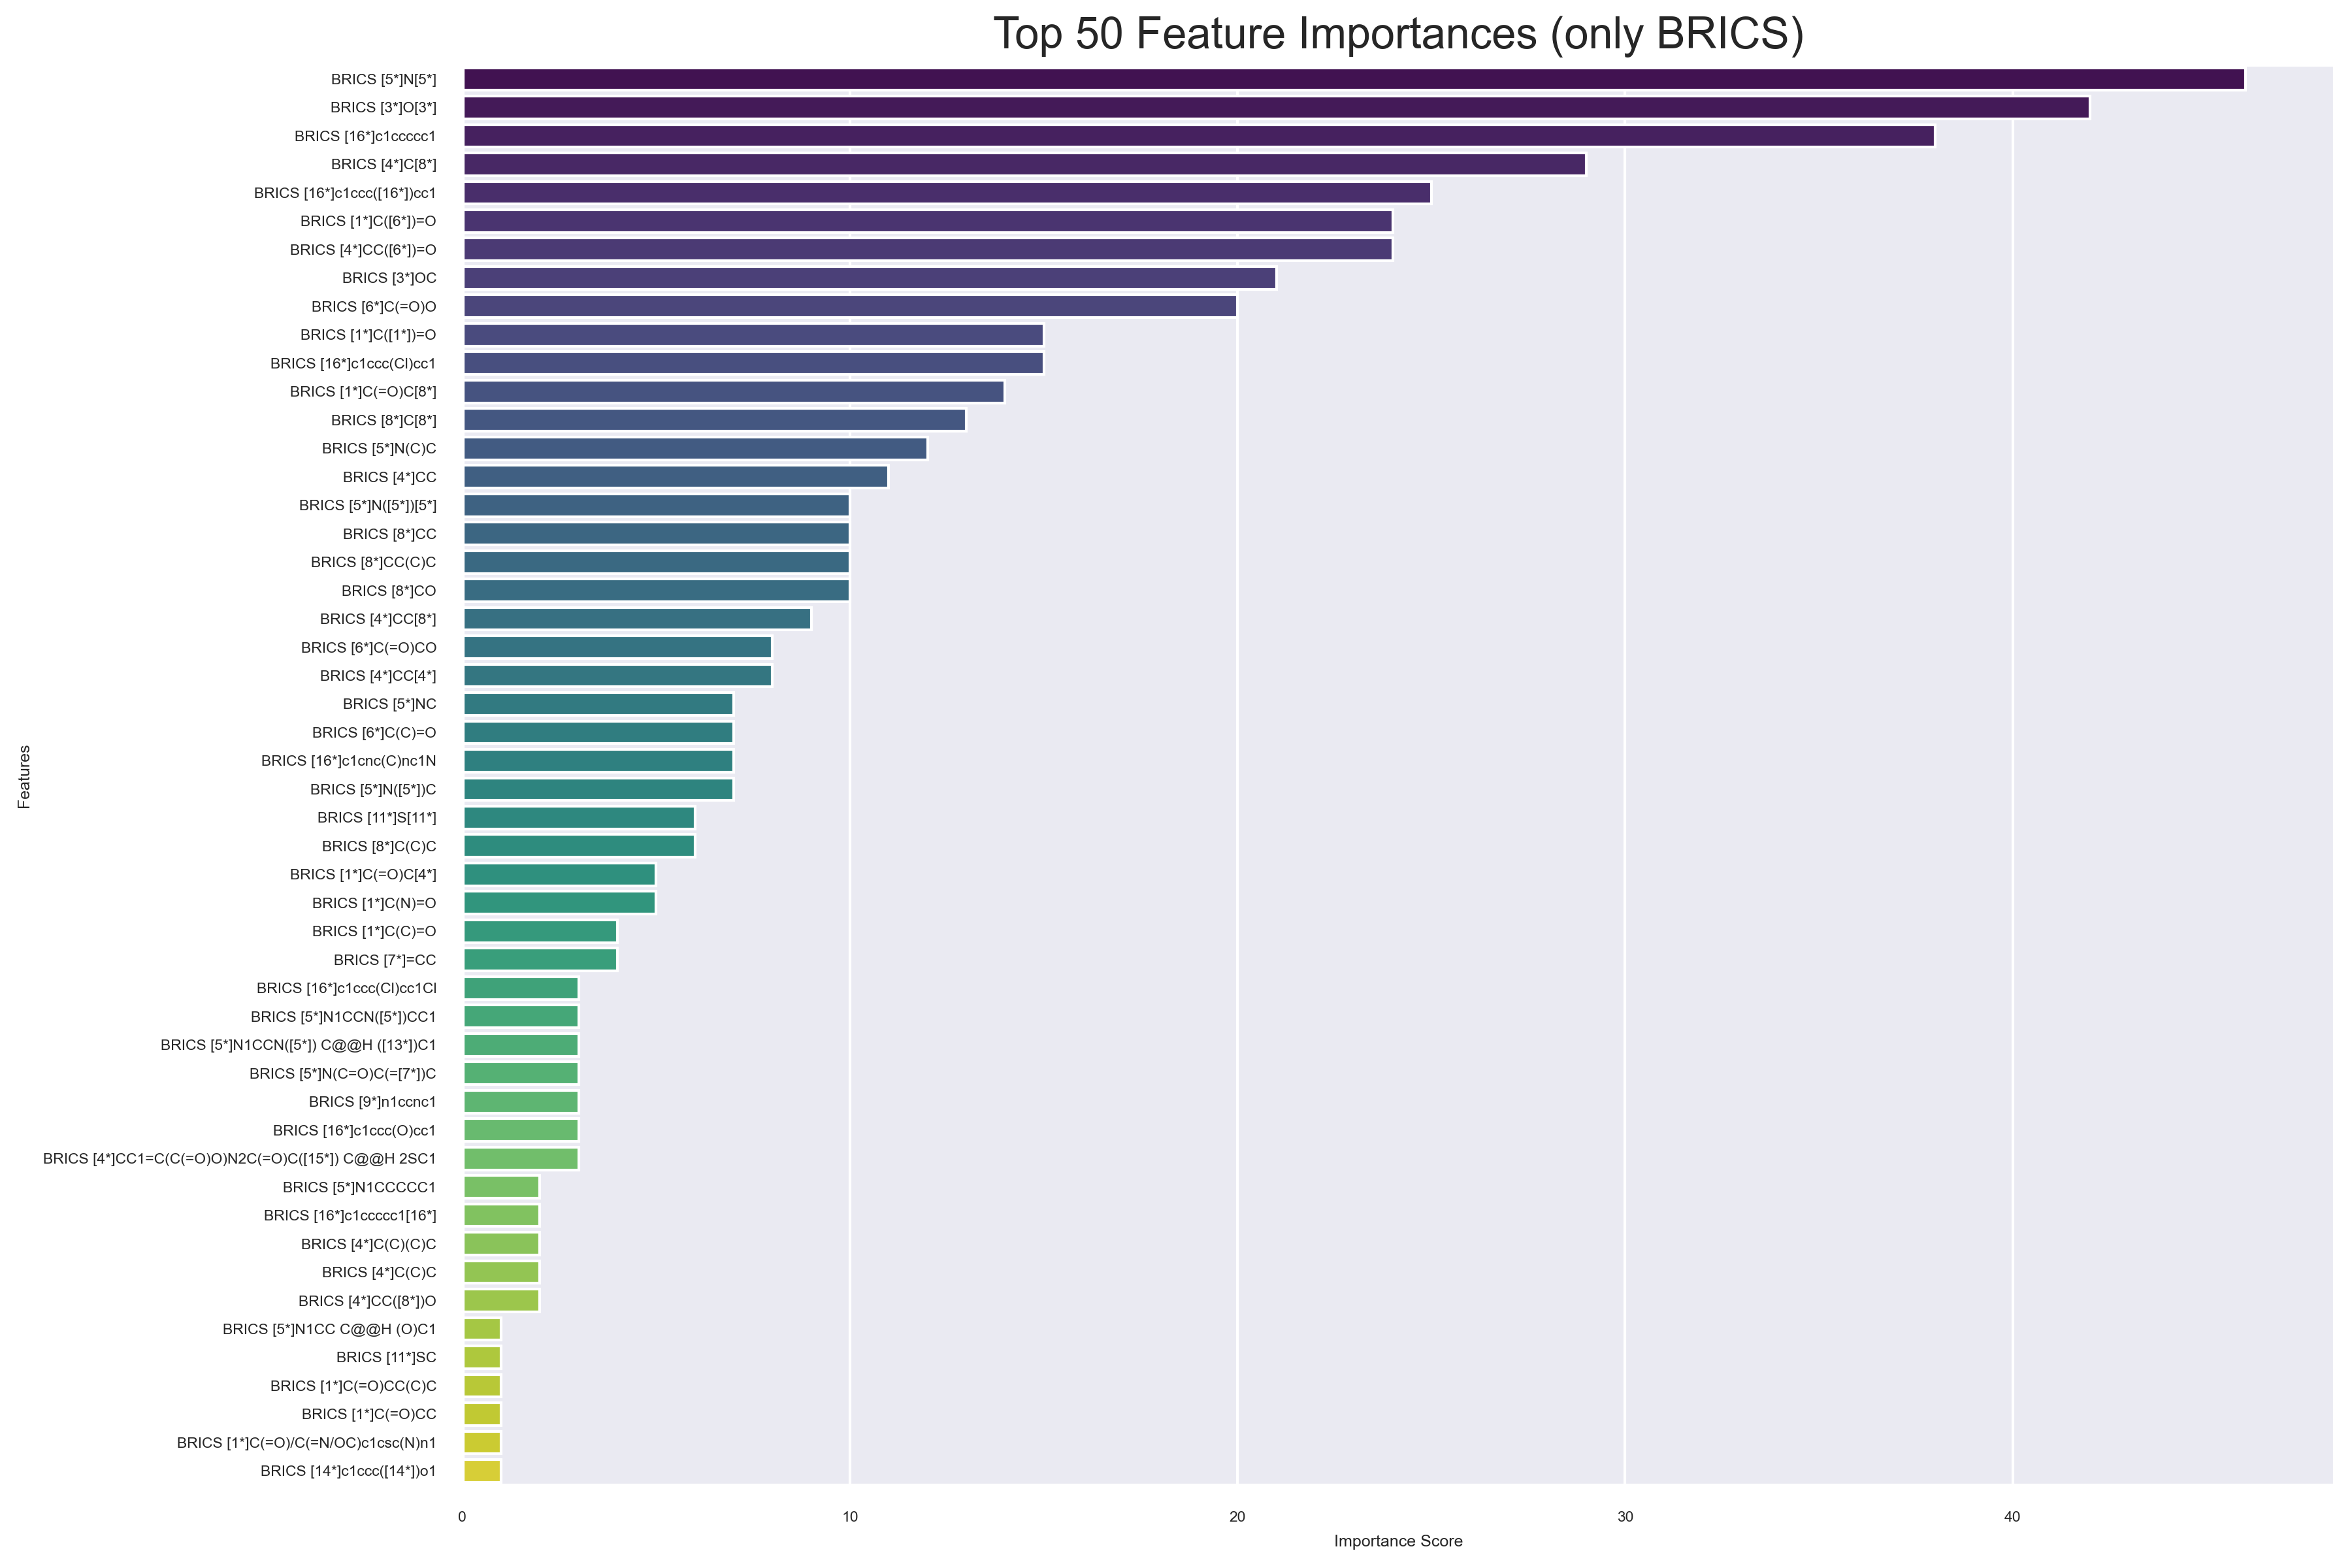 Top 50 Feature Importances (only BRICS)
BRICS [5*]N[5*]
BRICS [3*]O[3*]
BRICS [16*]c1ccccc1
BRICS [4*]C[8*]
BRICS [16*]c1ccc([16*])cc1
BRICS [1*]C([6*])=O
BRICS [4*]CC([6*])=O
BRICS [3*]OC
BRICS [6*]C(=O)O
BRICS [1*]C([1*])=O
BRICS [16*]c1ccc(Cl)cc1
BRICS [1*]C(=O)C[8*]
BRICS [8*]C[8*]
BRICS [5*]N(C)C
BRICS [4*]CC
BRICS [5*]N([5*])[5*]
BRICS [8*]CC
BRICS [8*]CC(C)C
BRICS [8*]CO
BRICS [4*]CC[8*]
BRICS [6*]C(=O)CO
BRICS [4*]CC[4*]
BRICS [5*]NC
BRICS [6*]C(C)=O
BRICS [16*]c1cnc(C)nc1N
BRICS [5*]N([5*])C
BRICS [11*]S[11*]
BRICS [8*]C(C)C
BRICS [1*]C(=O)C[4*]
BRICS [1*]C(N)=O
BRICS [1*]C(C)=O
BRICS [7*]=CC
BRICS [16*]c1ccc(Cl)cc1Cl
BRICS [5*]N1CCN([5*])CC1
BRICS [5*]N1CCN([5*]) C@@H ([13*])C1
BRICS [5*]N(C=O)C(=[7*])C
BRICS [9*]n1ccnc1
BRICS [16*]c1ccc(O)cc1
BRICS [4*]CC1=C(C(=O)O)N2C(=O)C([15*]) C@@H 2SC1
BRICS [5*]N1CCCCC1
BRICS [16*]c1ccccc1[16*]
BRICS [4*]C(C)(C)C
BRICS [4*]C(C)C
BRICS [4*]CC([8*])O
BRICS [5*]N1CC C@@H (O)C1
BRICS [11*]SC
BRICS [1*]C(=O)CC(C)C
BRICS [1*]C(=O)CC
BRICS [1*]C(=O)/C(=N/OC)c1csc(N)n1
BRICS [14*]c1ccc([14*])o1
Features
0 10 20 30 40
Importance Score